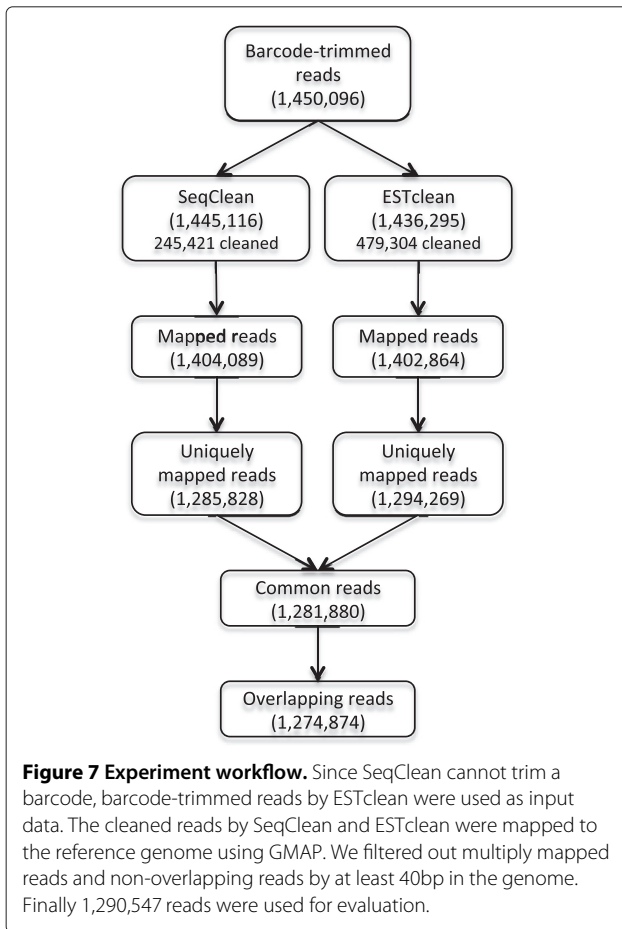 Barcode-trimmed
reads
(1,450,096)
SeqClean
(1,445,116)
245,421 cleaned
ESTclean
(1,436,295)
479,304 cleaned
Mapped reads
(1,404,089)
Mapped reads
(1,402,864)
Uniquely
mapped reads
(1,285,828)
Uniquely
mapped reads
(1,294,269)
Common reads
(1,281,880)
Overlapping reads
(1,274,874)
Figure 7 Experiment workflow. Since SeqClean cannot trim a
barcode, barcode-trimmed reads by ESTclean were used as input
data. The cleaned reads by SeqClean and ESTclean were mapped to
the reference genome using GMAP. We filtered out multiply mapped
reads and non-overlapping reads by at least 40bp in the genome.
Finally 1,290,547 reads were used for evaluation.